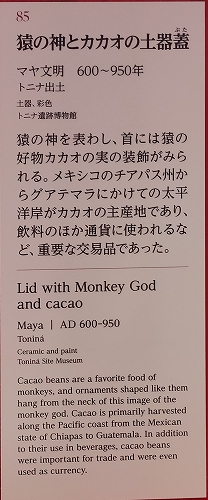 85
猿の神とカカオの土器蓋
ぶた
マヤ文明 600〜950年
トニナ出土
土器、彩色
トニナ遺跡博物館
猿の神を表わし、首には猿の
好物カカオの実の装飾がみら
れる。メキシコのチアパス州か
らグアテマラにかけての太平
洋岸がカカオの主産地であり、
飲料のほか通貨に使われるな
ど、重要な交易品であった。
Lid with Monkey God
and cacao
Maya | AD 600-950
Toniná
Ceramic and paint
Toniná Site Museum
Cacao beans are a favorite food of
monkeys, and ornaments shaped like them
hang from the neck of this image of the
monkey god. Cacao is primarily harvested
along the Pacific coast from the Mexican
state of Chiapas to Guatemala. In addition
to their use in beverages, cacao beans
were important for trade and were even
used as currency.